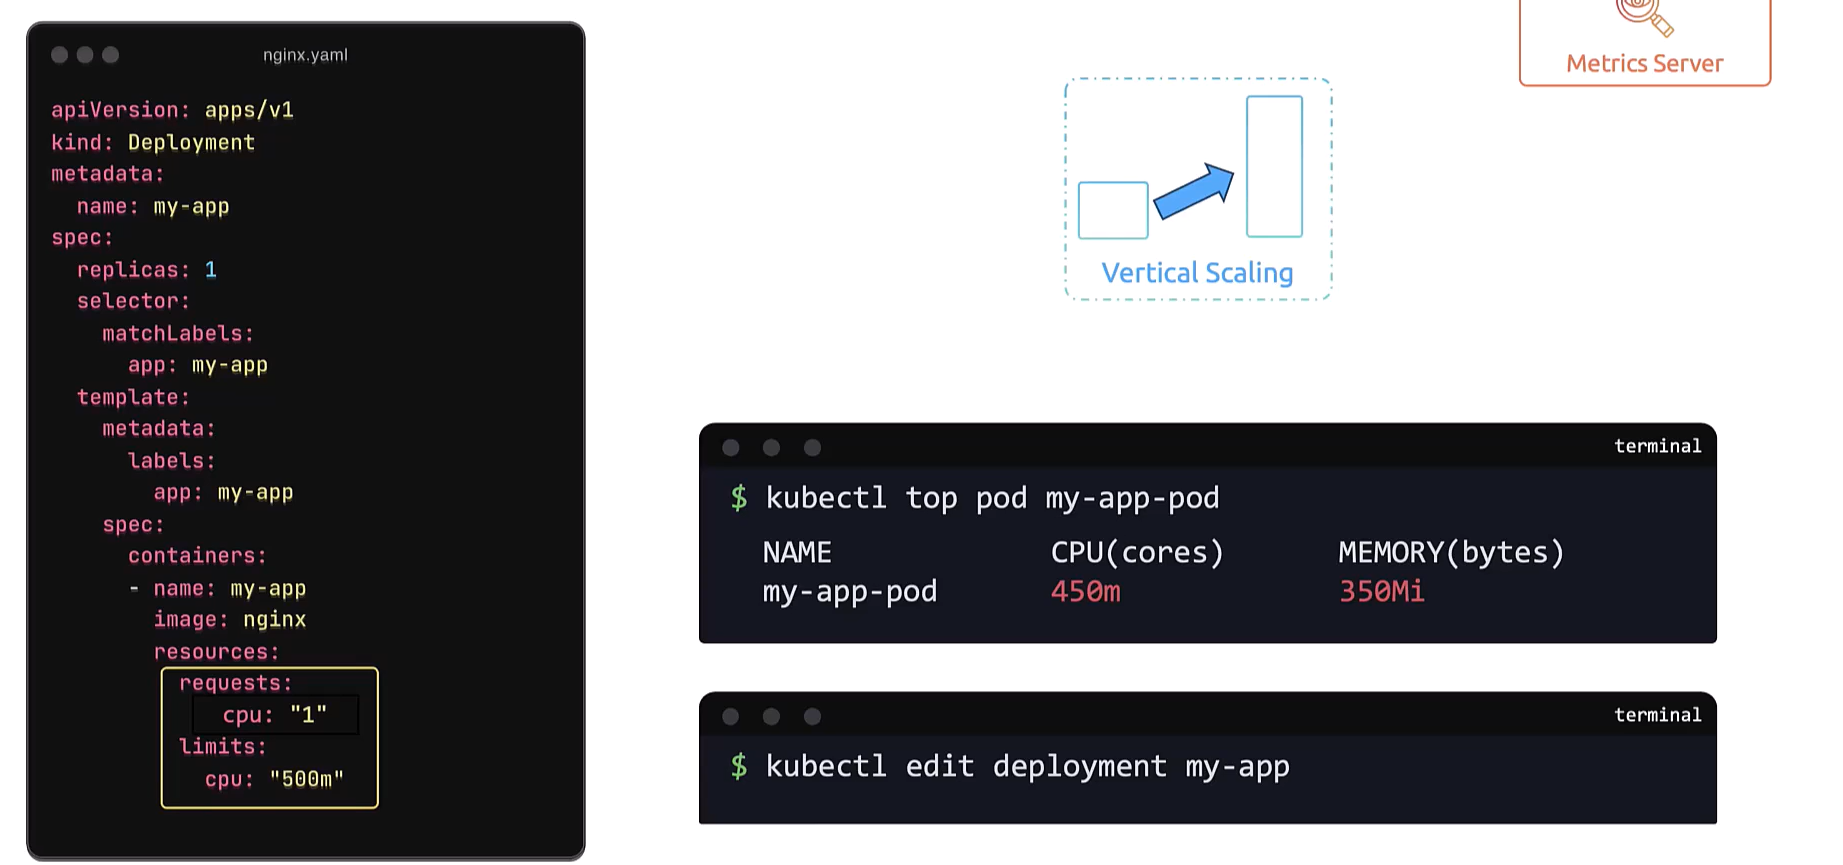 nginx.yaml
apiVersion: apps/v1
kind: Deployment
metadata:
  name: my-app
spec:
  replicas: 1
  selector:
    matchLabels:
      app: my-app
  template:
    metadata:
      labels:
        app: my-app
    spec:
      containers:
      - name: my-app
        image: nginx
        resources:
          requests:
            cpu: "1"
          limits:
            cpu: "500m"
Metrics Server
Vertical Scaling
terminal
$ kubectl top pod my-app-pod
NAME CPU(cores) MEMORY(bytes)
my-app-pod 450m 350Mi
terminal
$ kubectl edit deployment my-app